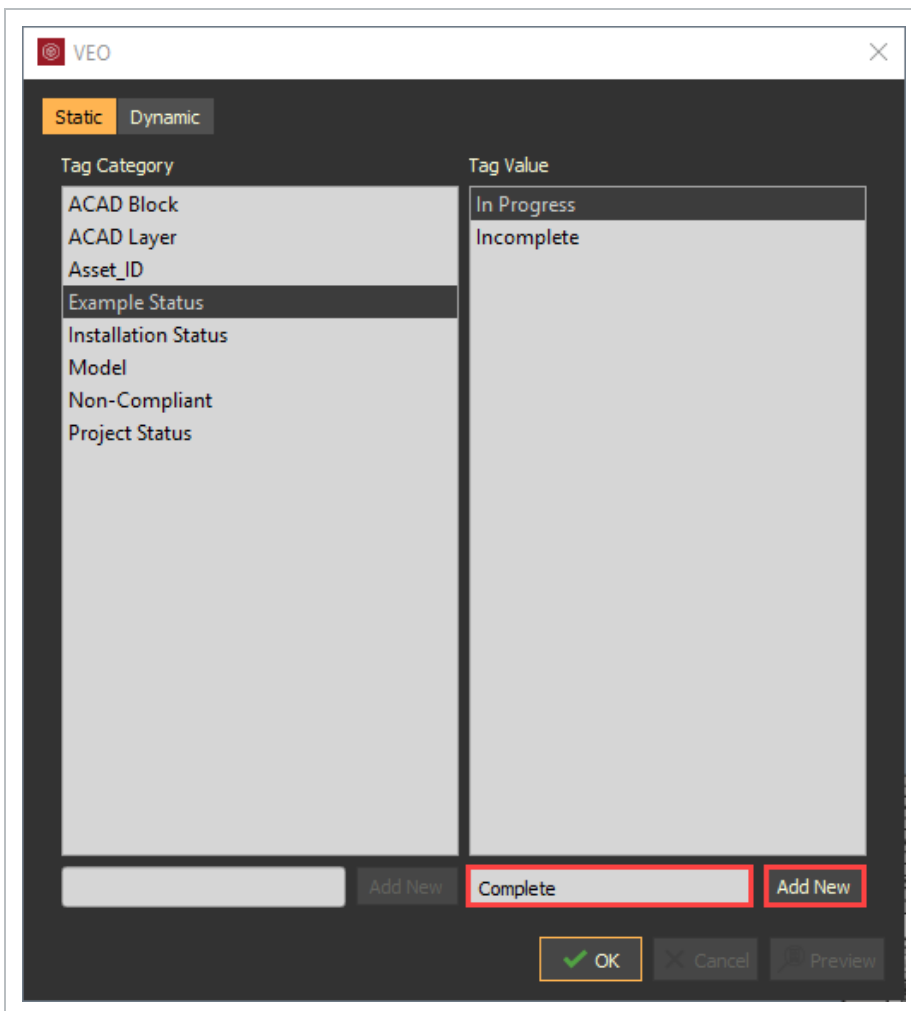 VEO
Static Dynamic
Tag Category Tag Value
ACAD Block
ACAD Layer
Asset_ID
Example Status
Installation Status
Model
Non-Compliant
Project Status
In Progress
Incomplete
Add New Complete Add New
OK Cancel Preview